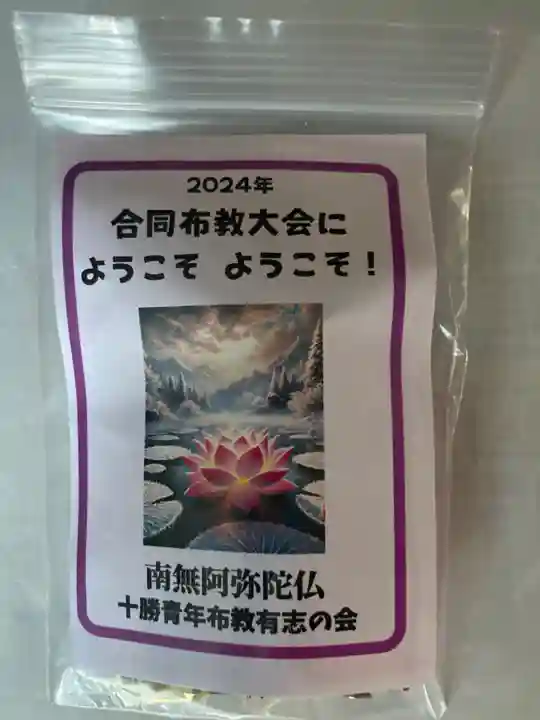 2024年
合同布教大会に
ようこそ ようこそ！
南無阿弥陀仏
十勝青年布教有志の会